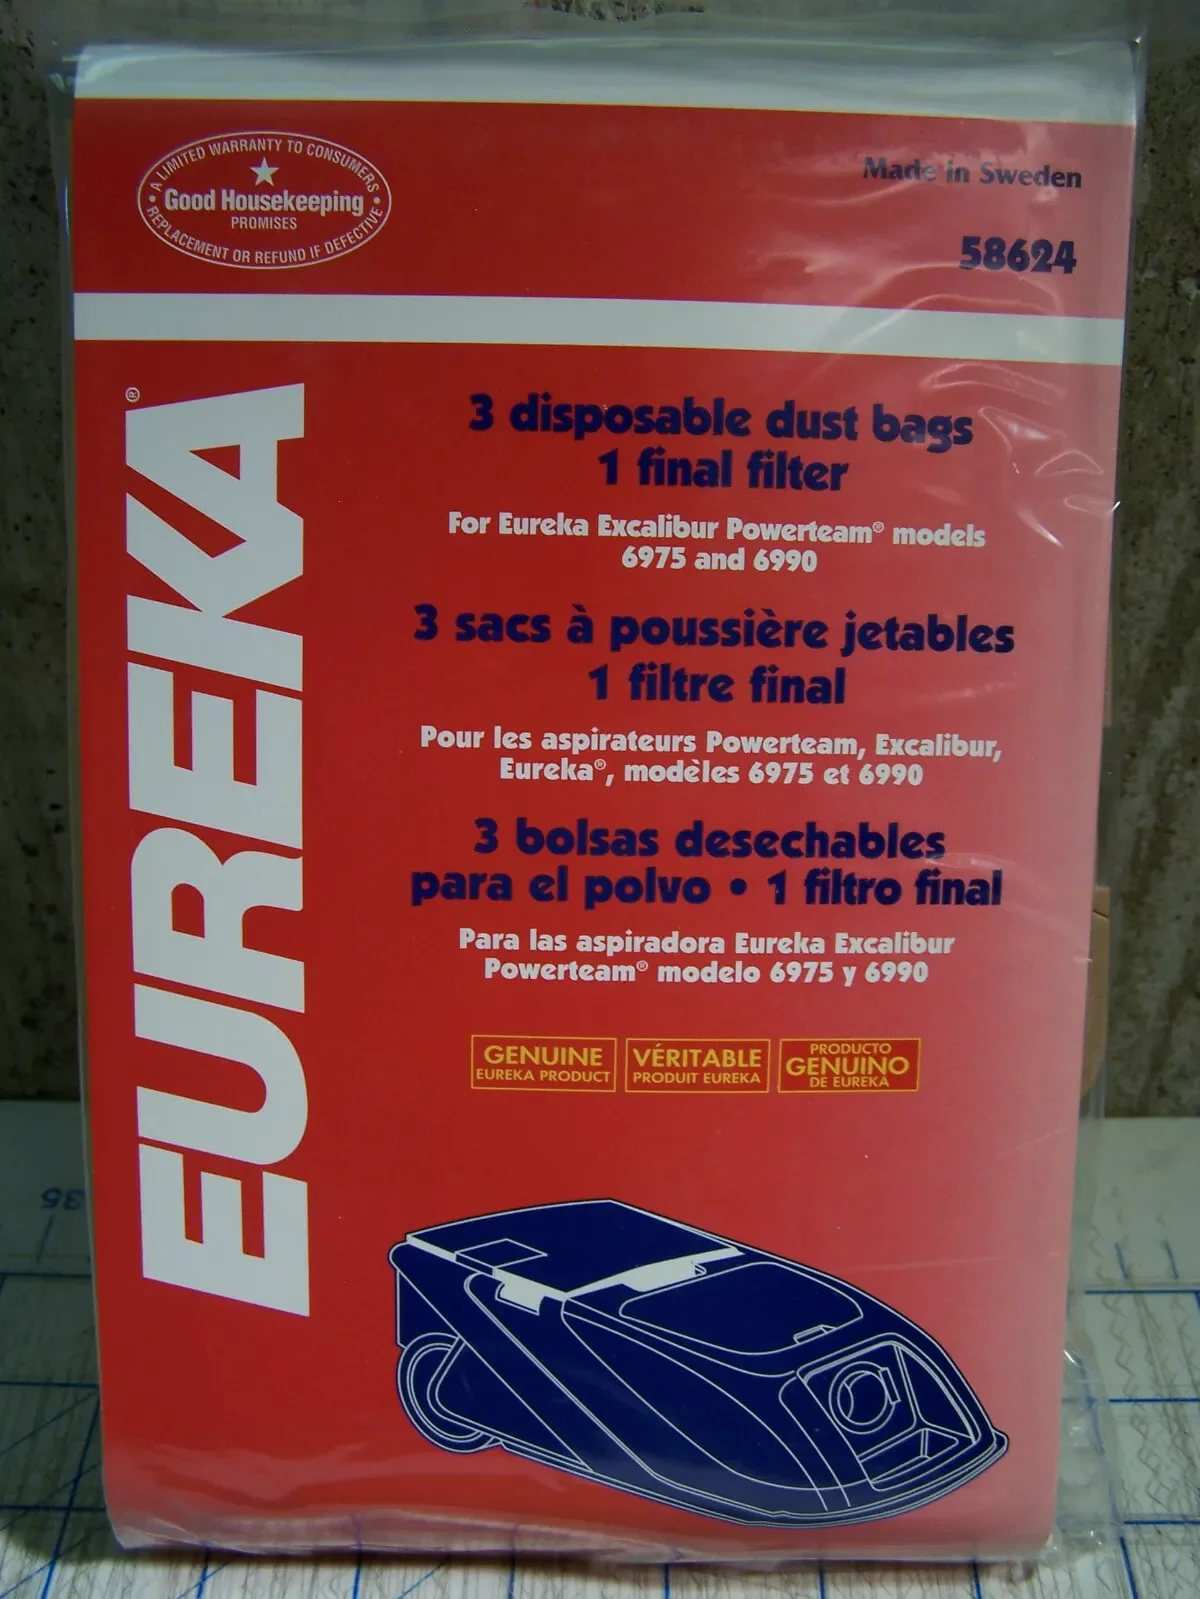 A LIMITED WARRANTY TO CONSUMERS
Good Housekeeping
PROMISES
REPLACEMENT OR REFUND IF DEFECTIVE
Made in Sweden
58624
EUREKA®
3 disposable dust bags
1 final filter
For Eureka Excalibur Powerteam® models
6975 and 6990
3 sacs à poussière jetables
1 filtre final
Pour les aspirateurs Powerteam, Excalibur,
Eureka®, modèles 6975 et 6990
3 bolsas desechables
para el polvo • 1 filtro final
Para las aspiradora Eureka Excalibur
Powerteam® modelo 6975 y 6990
GENUINE
EUREKA PRODUCT
VÉRITABLE
PRODUIT EUREKA
PRODUCTO
GENUINO
DE EUREKA
35